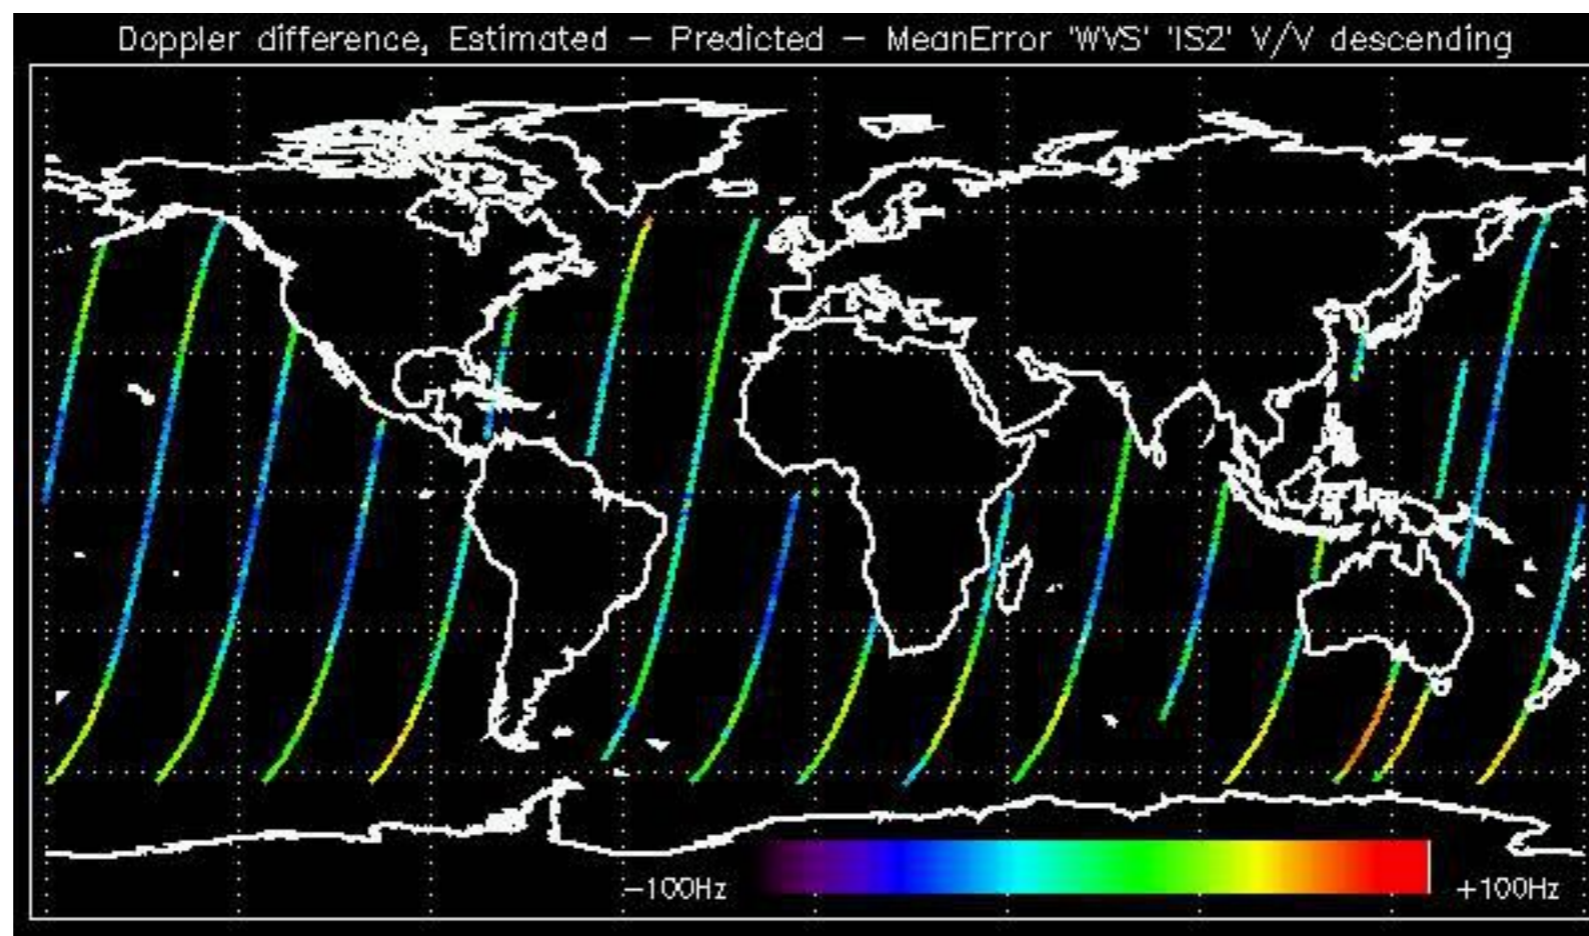 Doppler difference, Estimated – Predicted – MeanError 'WVS' 'IS2' V/V descending
–100Hz
+100Hz